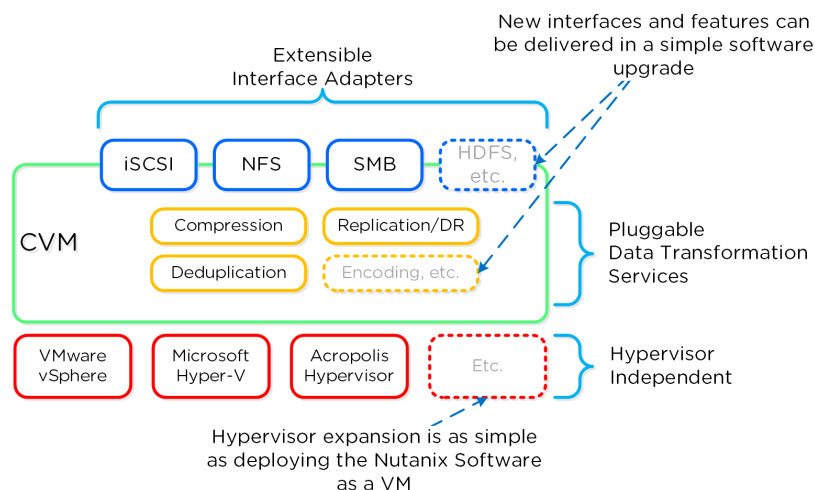 New interfaces and features can
be delivered in a simple software
upgrade
Extensible
Interface Adapters
iSCSI
NFS
SMB
HDFS,
etc.
CVM
Compression
Replication/DR
Deduplication
Encoding, etc.
Pluggable
Data Transformation
Services
VMware
vSphere
Microsoft
Hyper-V
Acropolis
Hypervisor
Etc.
Hypervisor
Independent
Hypervisor expansion is as simple
as deploying the Nutanix Software
as a VM